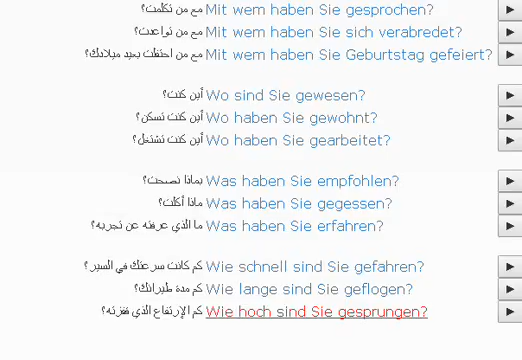 مع من تكلمت؟ Mit wem haben Sie gesprochen?
مع من تواعدت؟ Mit wem haben Sie sich verabredet?
مع من احتفلت بعيد ميلادك؟ Mit wem haben Sie Geburtstag gefeiert?
أين كنت؟ Wo sind Sie gewesen?
أين كنت تسكن؟ Wo haben Sie gewohnt?
أين كنت تشتغل؟ Wo haben Sie gearbeitet?
بماذا نصحت؟ Was haben Sie empfohlen?
ماذا أكلت؟ Was haben Sie gegessen?
ما الذي عرفته عن تجربه؟ Was haben Sie erfahren?
كم كانت سرعتك في السير؟ Wie schnell sind Sie gefahren?
كم مدة طيرانك؟ Wie lange sind Sie geflogen?
كم الإرتفاع الذي قفزته؟ Wie hoch sind Sie gesprungen?